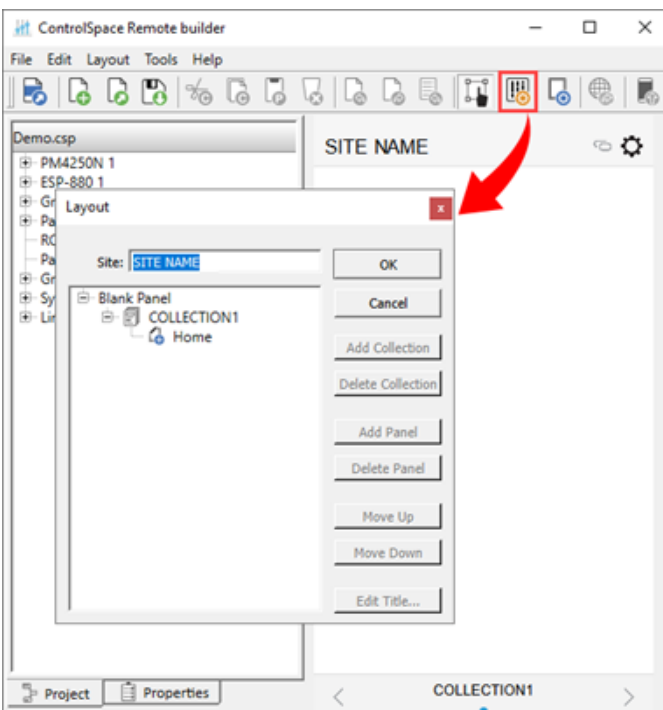 ControlSpace Remote builder
File Edit Layout Tools Help
Demo.csp
PM4250N 1
ESP-880 1
Gr
Pa
RC
Pa
Gr
Sy
Lin
SITE NAME
Layout
Site: SITE NAME
Blank Panel
COLLECTION1
Home
OK
Cancel
Add Collection
Delete Collection
Add Panel
Delete Panel
Move Up
Move Down
Edit Title...
Project Properties
COLLECTION1